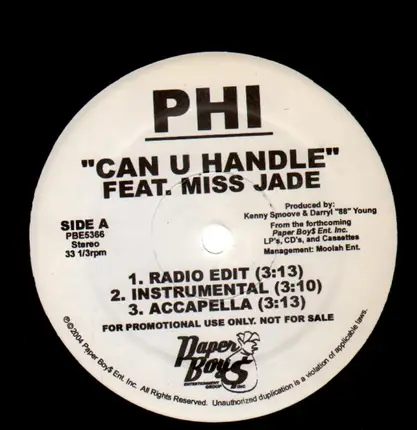 PHI
"CAN U HANDLE"
FEAT. MISS JADE
Produced by:
Kenny Smoove & Darryl "88" Young
From the forthcoming
Paper Boy$ Ent. Inc.
LP's, CD's, and Cassettes
Management: Moolah Ent.
SIDE A
PBE5366
Stereo
33 1/3rpm
1. RADIO EDIT (3:13)
2. INSTRUMENTAL (3:10)
3. ACCAPELLA (3:13)
FOR PROMOTIONAL USE ONLY. NOT FOR SALE
Paper
Boy$
ENTERTAINMENT
GROUP INC
℗©2004 Paper Boy$ Ent. Inc. All Rights Reserved. Unauthorized duplication is a violation of applicable laws.